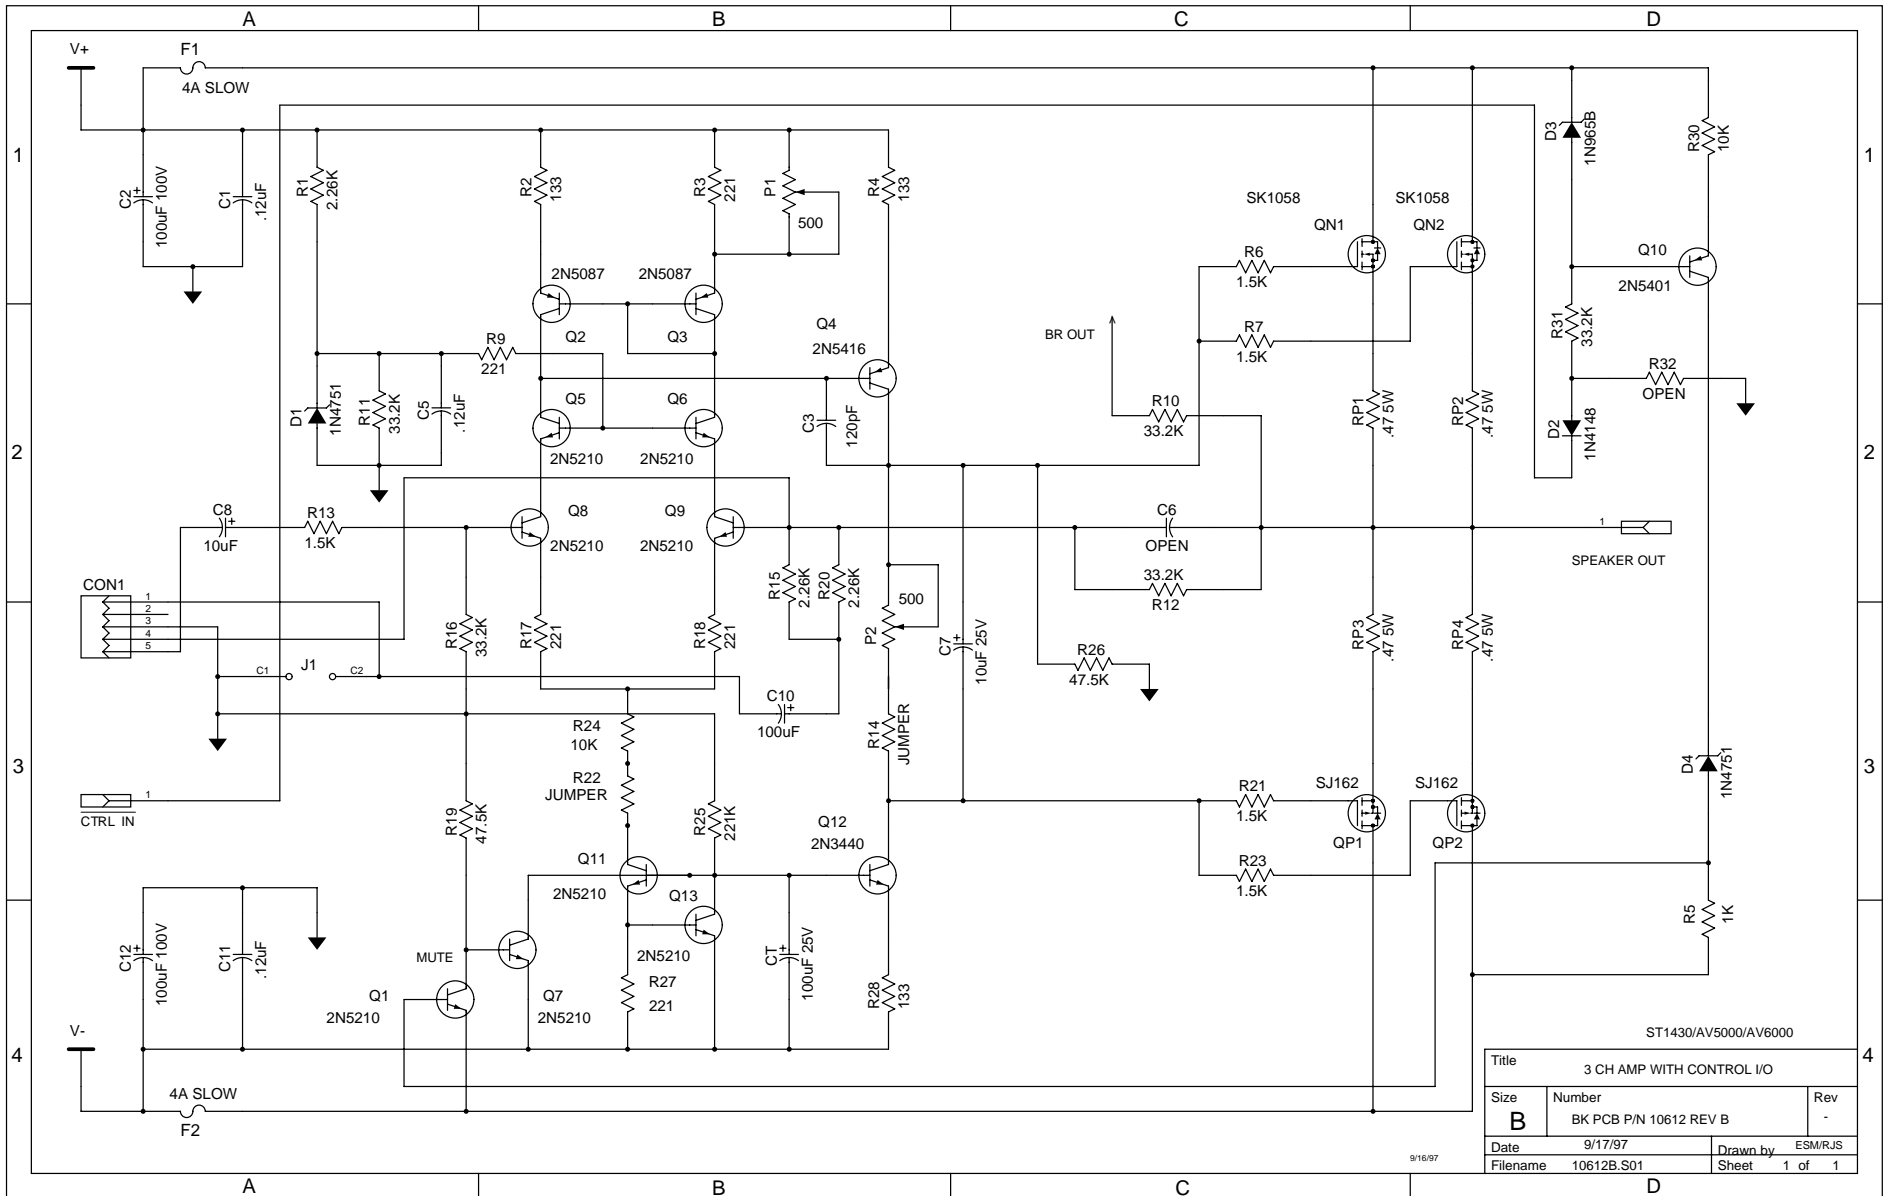 A
B
C
D
V+
F1
4A SLOW
1
1
C2
+
100uF 100V
C1
.12uF
R1
2.26K
R2
133
R3
221
P1
500
R4
133
D3
1N965B
R30
10K
SK1058
QN1
SK1058
QN2
Q10
2N5401
R6
1.5K
2N5087
2N5087
Q2
Q3
Q4
2N5416
BR OUT
R7
1.5K
R31
33.2K
R9
221
R32
OPEN
D1
1N4751
R11
33.2K
C5
.12uF
Q5
Q6
C3
120pF
R10
33.2K
RP1
.47 5W
RP2
.47 5W
D2
1N4148
2
2
2N5210
2N5210
C8
+
10uF
R13
1.5K
Q8
2N5210
Q9
2N5210
C6
OPEN
1
SPEAKER OUT
CON1
1
2
3
4
5
R15
2.26K
R20
2.26K
500
P2
33.2K
R12
R16
33.2K
R17
221
R18
221
C7
+
10uF 25V
R26
47.5K
RP3
.47 5W
RP4
.47 5W
C1
J1
C2
C10
+
100uF
R24
10K
R14
JUMPER
3
3
R22
JUMPER
D4
1N4751
1
CTRL IN
R19
47.5K
R25
221K
Q12
2N3440
R21
1.5K
SJ162
QP1
SJ162
QP2
Q11
2N5210
Q13
2N5210
R23
1.5K
R5
1K
C12
+
100uF 100V
C11
.12uF
MUTE
Q1
2N5210
Q7
2N5210
R27
221
CT
+
100uF 25V
R28
133
V-
4
4
4A SLOW
F2
ST1430/AV5000/AV6000
Title
3 CH AMP WITH CONTROL I/O
Size
B
Number
BK PCB P/N 10612 REV B
Rev
-
Date 9/17/97
Drawn by ESM/RJS
Filename 10612B.S01
Sheet 1 of 1
9/16/97
A
B
C
D